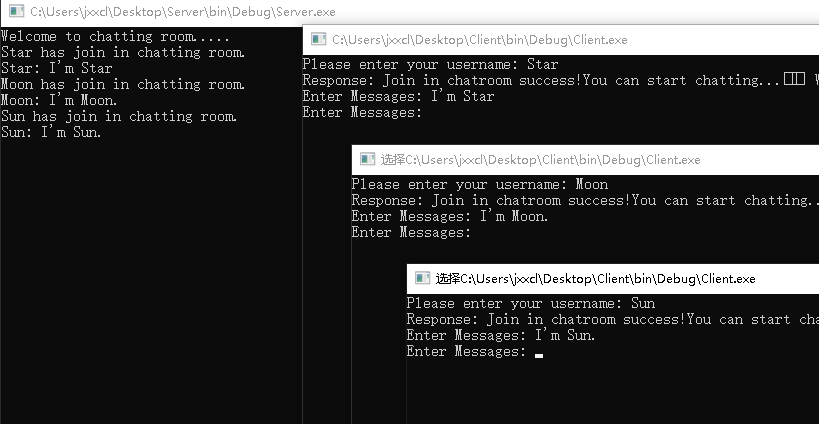 C:\Users\jxxcl\Desktop\Server\bin\Debug\Server.exe
Welcome to chatting room.....
Star has join in chatting room.
Star: I'm Star
Moon has join in chatting room.
Moon: I'm Moon.
Sun has join in chatting room.
Sun: I'm Sun.
C:\Users\jxxcl\Desktop\Client\bin\Debug\Client.exe
Please enter your username: Star
Response: Join in chatroom success!You can start chatting...
Enter Messages: I'm Star
Enter Messages:
选择C:\Users\jxxcl\Desktop\Client\bin\Debug\Client.exe
Please enter your username: Moon
Response: Join in chatroom success!You can start chatting..
Enter Messages: I'm Moon.
Enter Messages:
选择C:\Users\jxxcl\Desktop\Client\bin\Debug\Client.exe
Please enter your username: Sun
Response: Join in chatroom success!You can start cha
Enter Messages: I'm Sun.
Enter Messages: